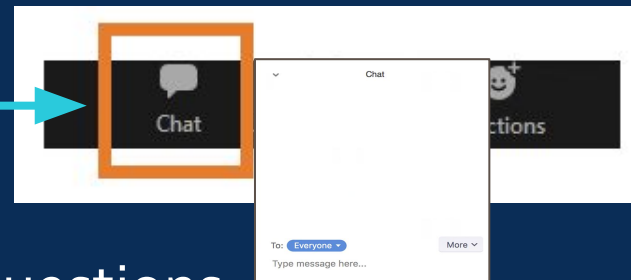 Chat
Chat
ctions
To: Everyone
More
Type message here...
uestions